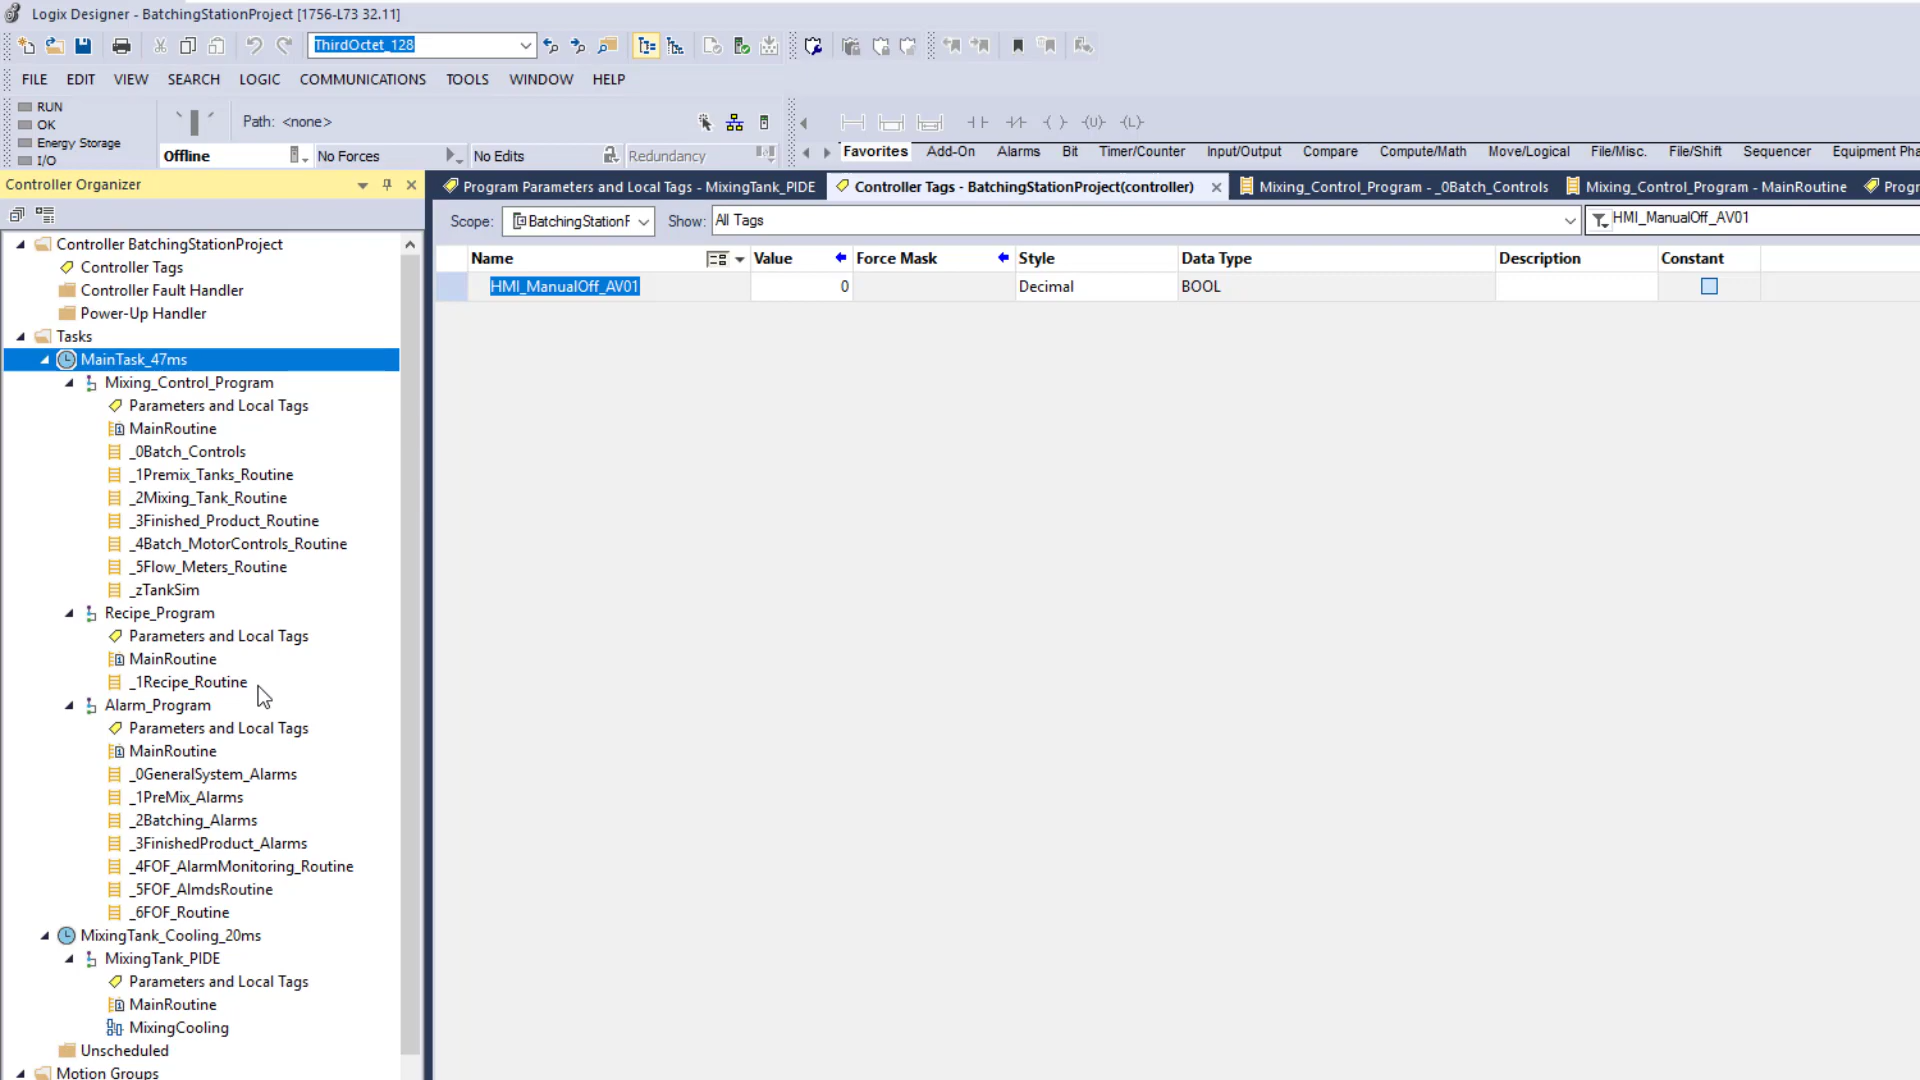 Logix Designer - BatchingStationProject [1756-L73 32.11]
ThirdOctet_128
FILE EDIT VIEW SEARCH LOGIC COMMUNICATIONS TOOLS WINDOW HELP
RUN
OK
Energy Storage
I/O
Path: <none>
Offline No Forces No Edits Redundancy
Favorites Add-On Alarms Bit Timer/Counter Input/Output Compare Compute/Math Move/Logical File/Misc. File/Shift Sequencer Equipment Pha
Controller Organizer
Program Parameters and Local Tags - MixingTank_PIDE Controller Tags - BatchingStationProject(controller) Mixing_Control_Program - _0Batch_Controls Mixing_Control_Program - MainRoutine Progr
Scope: BatchingStationF Show: All Tags HMI_ManualOff_AV01
Name Value Force Mask Style Data Type Description Constant
HMI_ManualOff_AV01 0 Decimal BOOL
Controller BatchingStationProject
Controller Tags
Controller Fault Handler
Power-Up Handler
Tasks
MainTask_47ms
Mixing_Control_Program
Parameters and Local Tags
MainRoutine
_0Batch_Controls
_1Premix_Tanks_Routine
_2Mixing_Tank_Routine
_3Finished_Product_Routine
_4Batch_MotorControls_Routine
_5Flow_Meters_Routine
_zTankSim
Recipe_Program
Parameters and Local Tags
MainRoutine
_1Recipe_Routine
Alarm_Program
Parameters and Local Tags
MainRoutine
_0GeneralSystem_Alarms
_1PreMix_Alarms
_2Batching_Alarms
_3FinishedProduct_Alarms
_4FOF_AlarmMonitoring_Routine
_5FOF_AlmdsRoutine
_6FOF_Routine
MixingTank_Cooling_20ms
MixingTank_PIDE
Parameters and Local Tags
MainRoutine
MixingCooling
Unscheduled
Motion Groups